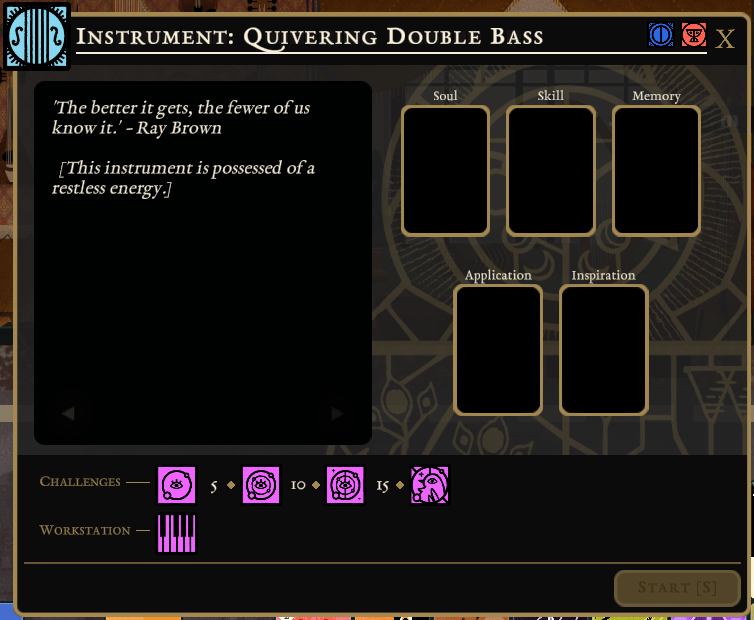 Instrument: Quivering Double Bass
X
'The better it gets, the fewer of us
know it.' - Ray Brown
[This instrument is possessed of a
restless energy.]
Soul
Skill
Memory
Application
Inspiration
Challenges
5
10
15
Workstation
Start [S]